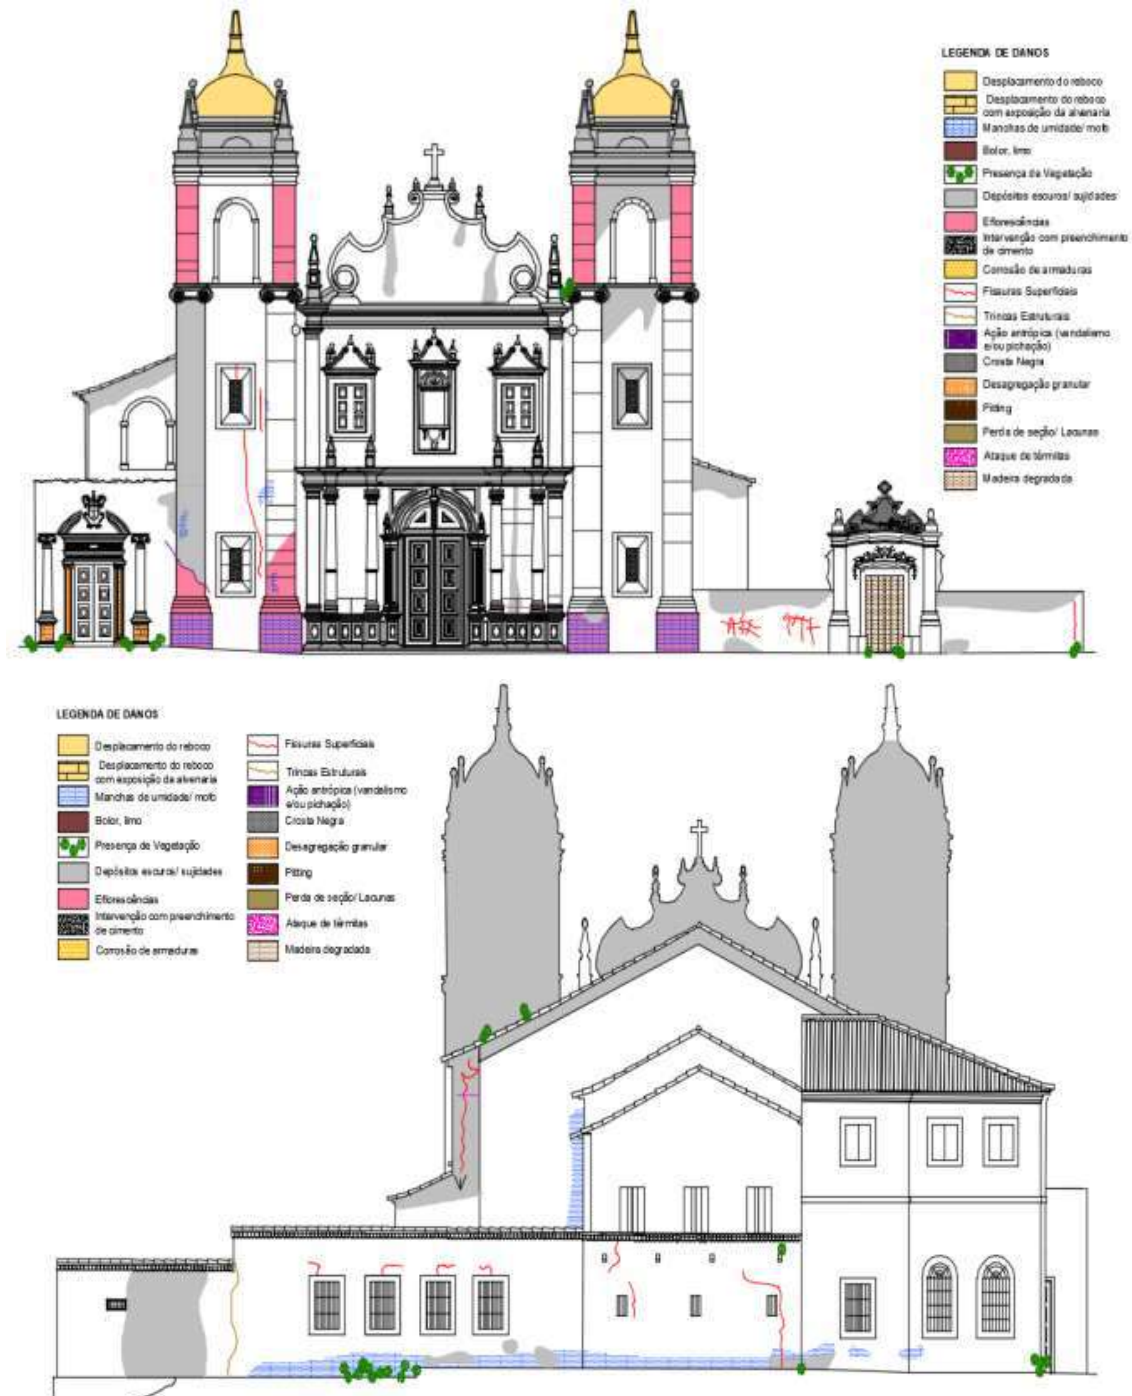 LEGENDA DE DANOS
Desplacamento do reboco
Desplacamento do reboco
com exposição da alvenaria
Manchas de umidade/ mofo
Bolor, limo
Presença de Vegetação
Depósitos escuros/ sujidades
Eflorescências
Intervenção com preenchimento
de cimento
Corrosão de armaduras
Fissuras Superficiais
Trincas Estruturais
Ação antrópica (vandalismo
e/ou pichação)
Crosta Negra
Desagregação granular
Pitting
Perda de seção/ Lacunas
Ataque de térmitas
Madeira degradada
LEGENDA DE DANOS
Desplacamento do reboco
Desplacamento do reboco
com exposição da alvenaria
Manchas de umidade/ mofo
Bolor, limo
Presença de Vegetação
Depósitos escuros/ sujidades
Eflorescências
Intervenção com preenchimento
de cimento
Corrosão de armaduras
Fissuras Superficiais
Trincas Estruturais
Ação antrópica (vandalismo
e/ou pichação)
Crosta Negra
Desagregação granular
Pitting
Perda de seção/ Lacunas
Ataque de térmitas
Madeira degradada